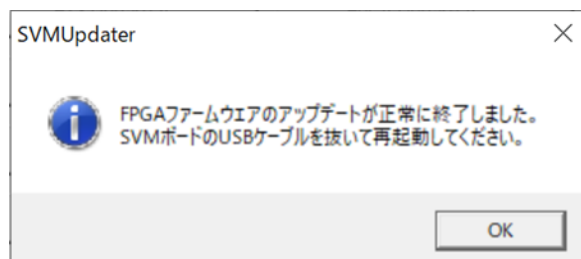 SVMUpdater
FPGAファームウェアのアップデートが正常に終了しました。
SVMボードのUSBケーブルを抜いて再起動してください。
OK